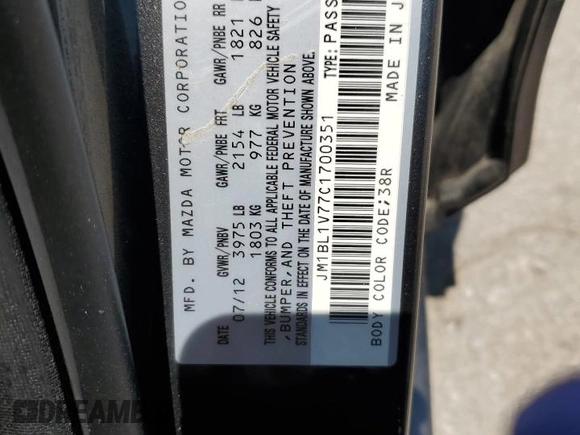 MFD. BY MAZDA MOTOR CORPORATION
DATE GVWR/PNBV GAWR/PNBE FRT GAWR/PNBE RR
07/12 3975 LB 2154 LB 1821
1803 KG 977 KG 826
THIS VEHICLE CONFORMS TO ALL APPLICABLE FEDERAL MOTOR VEHICLE SAFETY
,BUMPER,AND THEFT PREVENTION
STANDARDS IN EFFECT ON THE DATE OF MANUFACTURE SHOWN ABOVE.
JM1BL1V77C1700351 TYPE: PASS
BODY COLOR CODE;38R MADE IN J